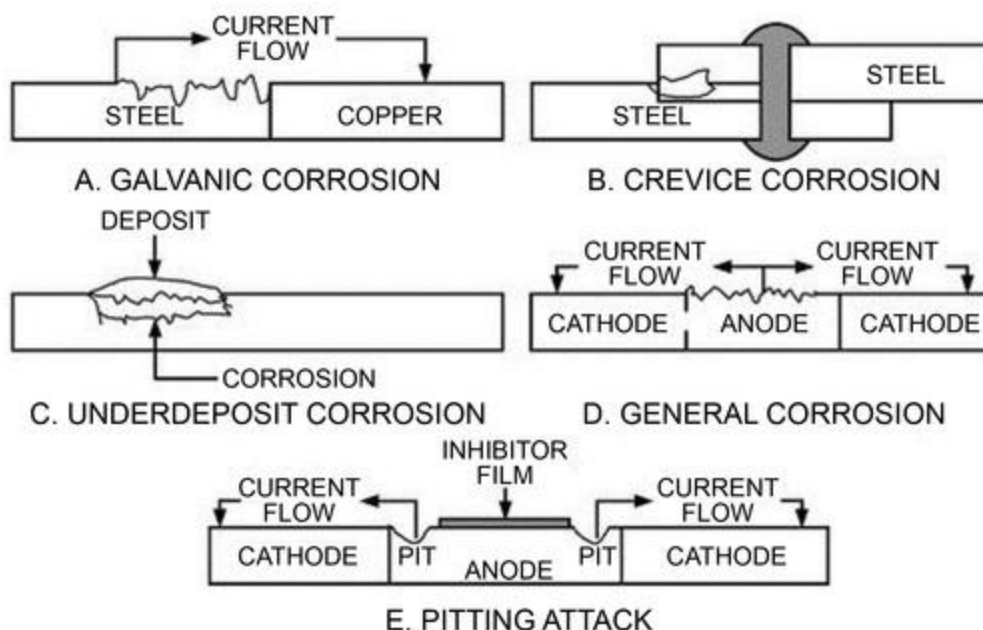 CURRENT
FLOW
STEEL
COPPER
A. GALVANIC CORROSION
STEEL
STEEL
B. CREVICE CORROSION
DEPOSIT
CORROSION
C. UNDERDEPOSIT CORROSION
CURRENT
FLOW
CURRENT
FLOW
CATHODE
ANODE
CATHODE
D. GENERAL CORROSION
INHIBITOR
FILM
CURRENT
FLOW
CURRENT
FLOW
CATHODE
PIT
ANODE
PIT
CATHODE
E. PITTING ATTACK